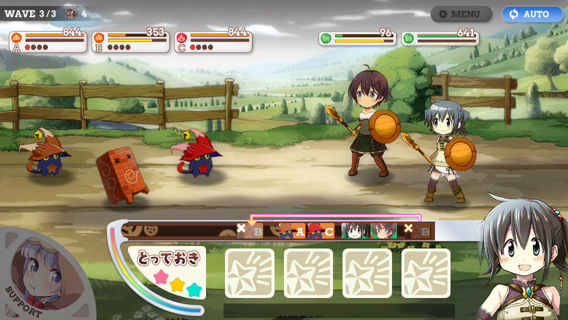 WAVE 3/3 4
MENU
AUTO
844
A
353
B
844
C
96
641
B A C B
とっておき
SUPPORT